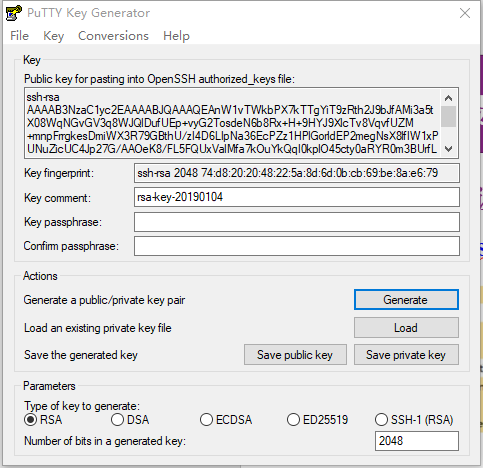 PuTTY Key Generator
File Key Conversions Help
Key
Public key for pasting into OpenSSH authorized_keys file:
ssh-rsa
AAAAB3NzaC1yc2EAAAABJQAAAQEAnW1vTWkbPX7kTTgYiT9zRth2J9bJfAMi3a5t
X08WqNGvGV3q8WJQlDufUEp+vyG2TosdeN6b8Rx+H+9HYJ9XlcTv8VqvfUZM
+mnpFrrgkesDmiWX3R79GBthU/zI4D6LlpNa36EcPZz1HPlGorldEP2megNsX8flW1xP
UNuZicUC4Jp27G/AAOeK8/FL5FQUxValMfa7kOuYkQqI0kplO45cty0aRYR0m3BUrfL
Key fingerprint: ssh-rsa 2048 74:d8:20:20:48:22:5a:8d:6d:0b:cb:69:be:8a:e6:79
Key comment: rsa-key-20190104
Key passphrase:
Confirm passphrase:
Actions
Generate a public/private key pair Generate
Load an existing private key file Load
Save the generated key Save public key Save private key
Parameters
Type of key to generate:
RSA DSA ECDSA ED25519 SSH-1 (RSA)
Number of bits in a generated key: 2048